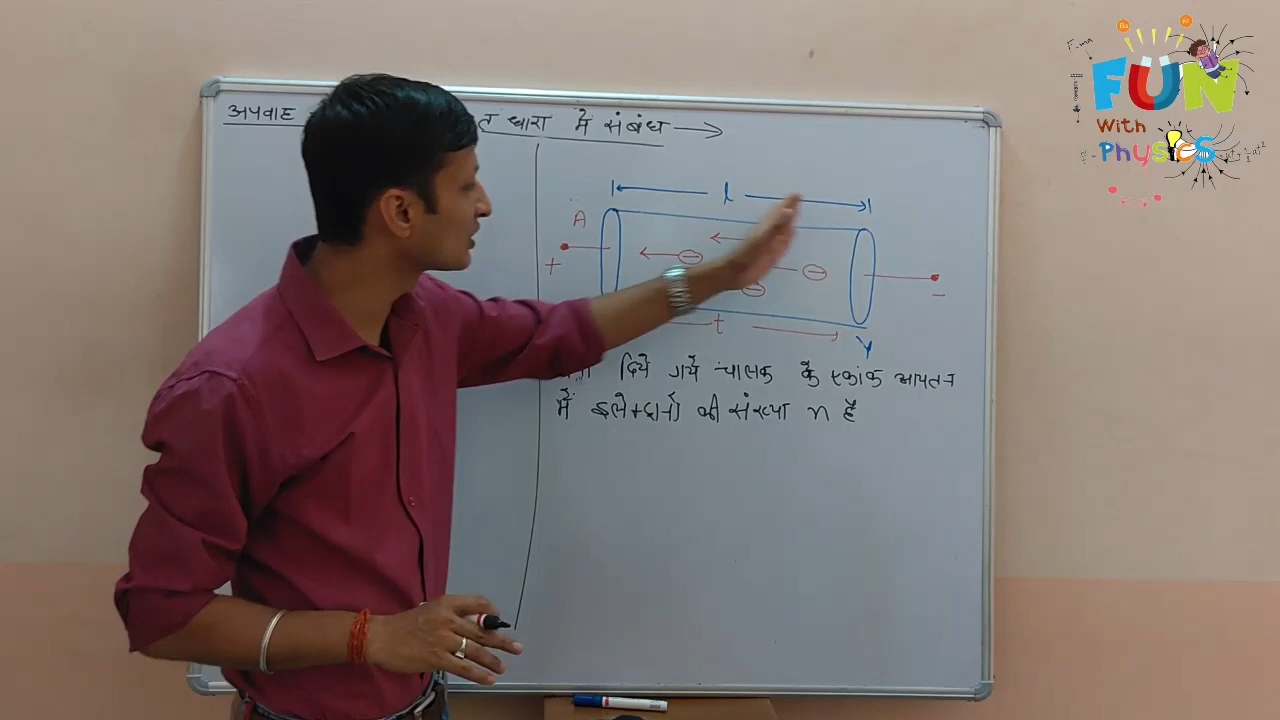 अपवाह
त धारा में संबंध
l
A
+
-
t
Y
दिये गये चालक के एकांक आयतन
में इलेक्ट्रानों की संख्या n है
FUN
With
Physics